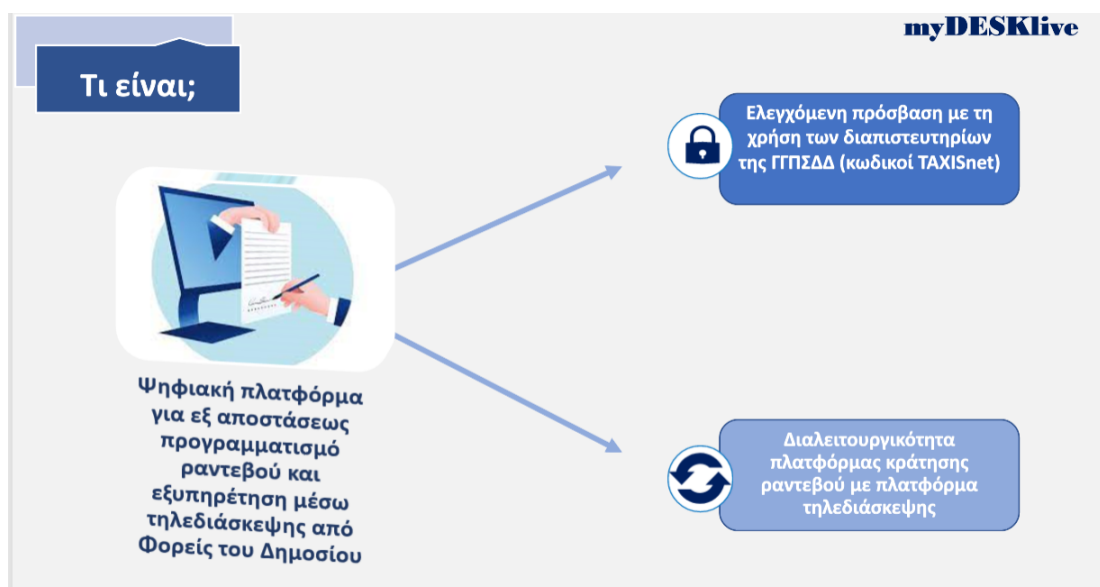 myDESKlive
Τι είναι;
Ψηφιακή πλατφόρμα
για εξ αποστάσεως
προγραμματισμό
ραντεβού και
εξυπηρέτηση μέσω
τηλεδιάσκεψης από
Φορείς του Δημοσίου
Ελεγχόμενη πρόσβαση με τη
χρήση των διαπιστευτηρίων
της ΓΓΠΣΔΔ (κωδικοί TAXISnet)
Διαλειτουργικότητα
πλατφόρμας κράτησης
ραντεβού με πλατφόρμα
τηλεδιάσκεψης